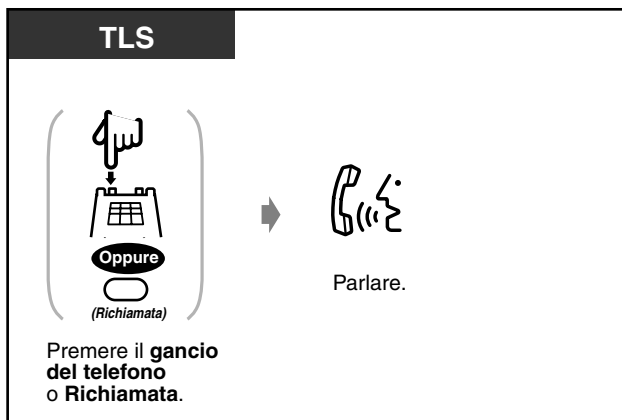 TLS
Oppure
(Richiamata)
Premere il gancio
del telefono
o Richiamata.
Parlare.